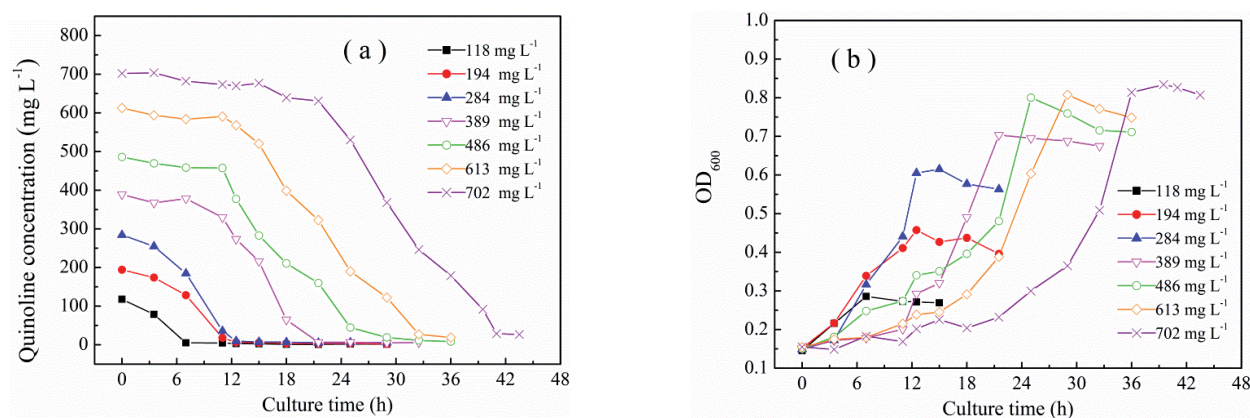 ( a )
Quinoline concentration (mg L⁻¹)
800
700
600
500
400
300
200
100
0
0 6 12 18 24 30 36 42 48
Culture time (h)
118 mg L⁻¹
194 mg L⁻¹
284 mg L⁻¹
389 mg L⁻¹
486 mg L⁻¹
613 mg L⁻¹
702 mg L⁻¹
( b )
OD₆₀₀
1.0
0.9
0.8
0.7
0.6
0.5
0.4
0.3
0.2
0.1
0 6 12 18 24 30 36 42 48
Culture time (h)
118 mg L⁻¹
194 mg L⁻¹
284 mg L⁻¹
389 mg L⁻¹
486 mg L⁻¹
613 mg L⁻¹
702 mg L⁻¹